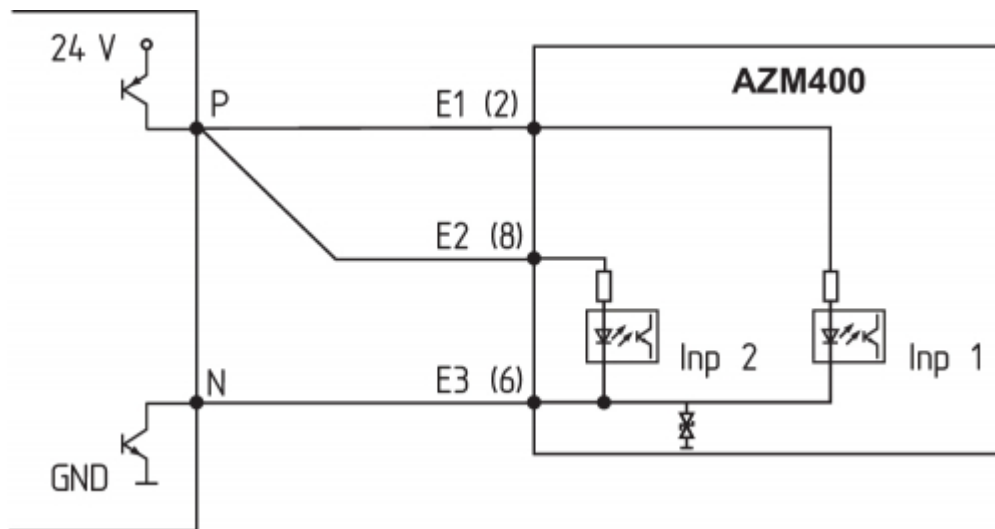 24 V
AZM400
P
E1 (2)
E2 (8)
Inp 2
Inp 1
N
E3 (6)
GND